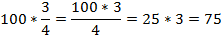 100 * 3/4 = (100 * 3)/4 = 25 * 3 = 75